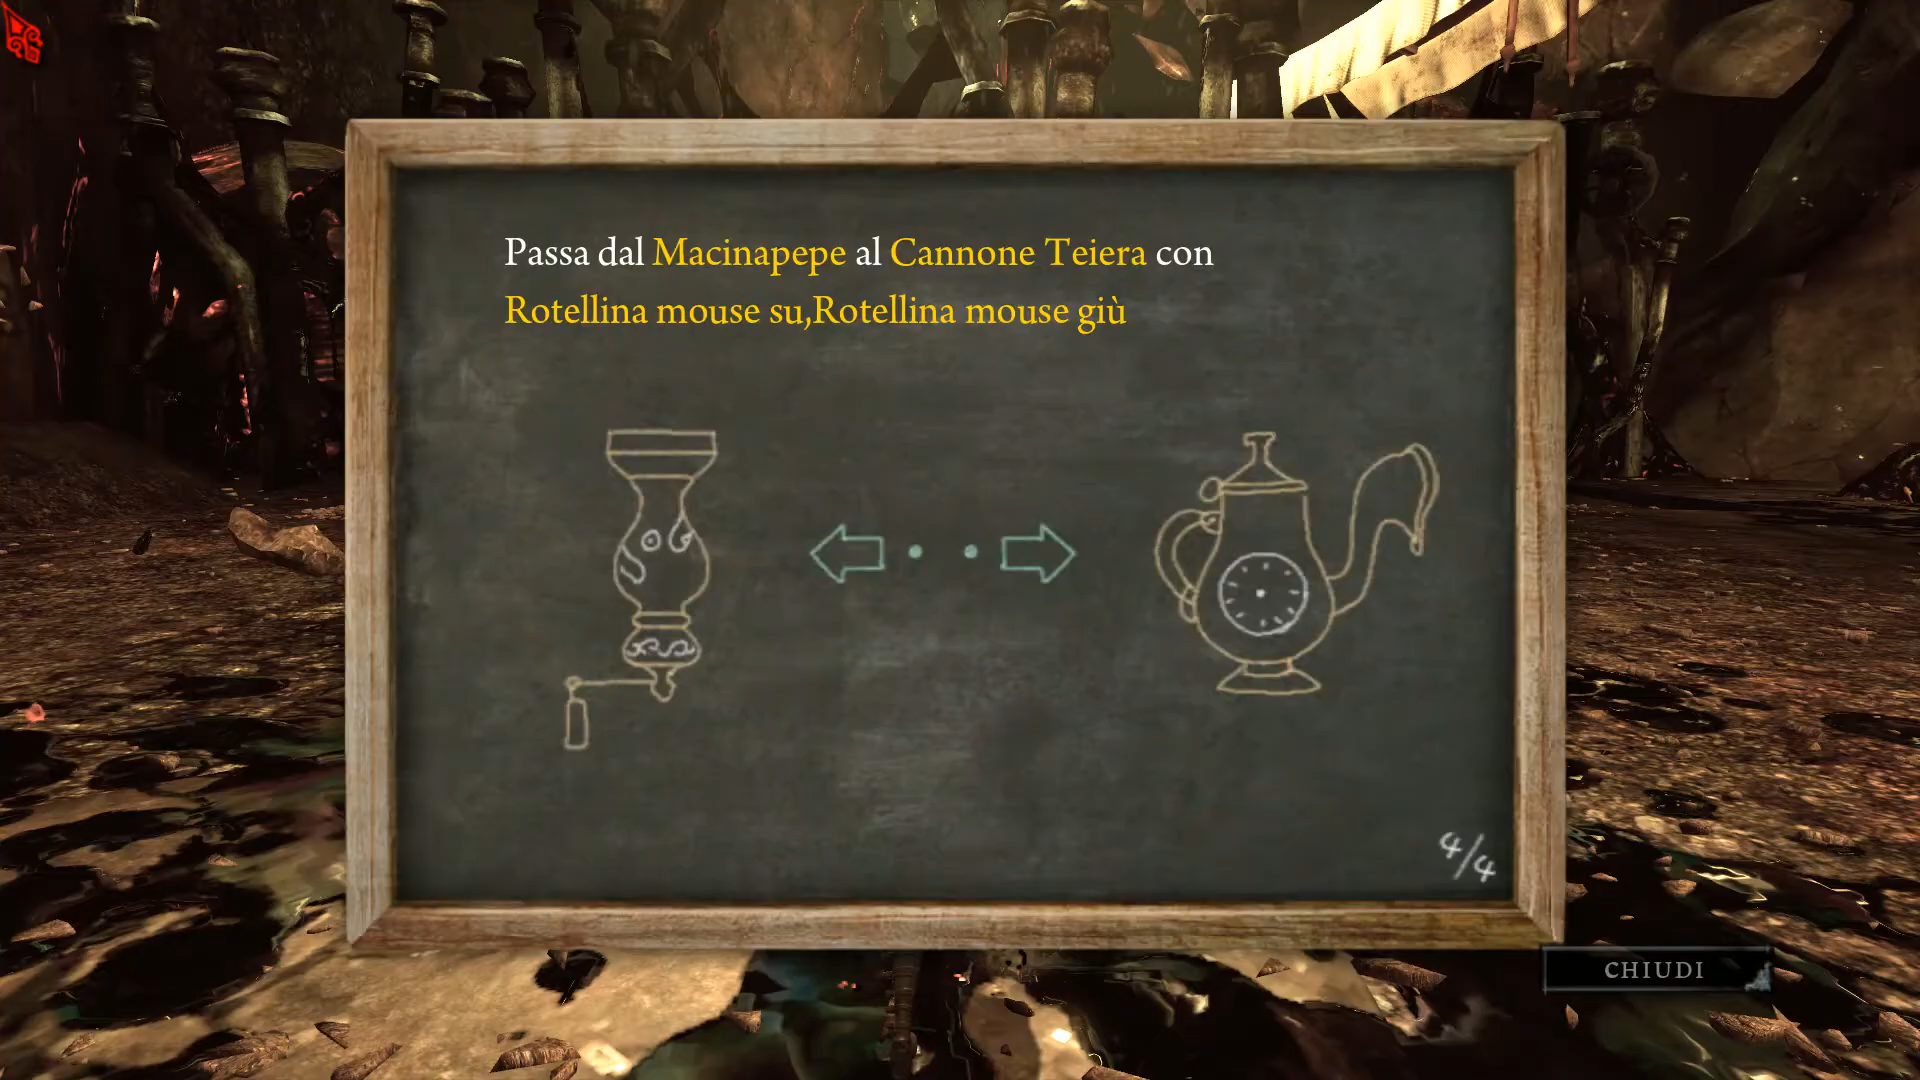 Passa dal Macinapepe al Cannone Teiera con
Rotellina mouse su,Rotellina mouse giù
4/4
CHIUDI